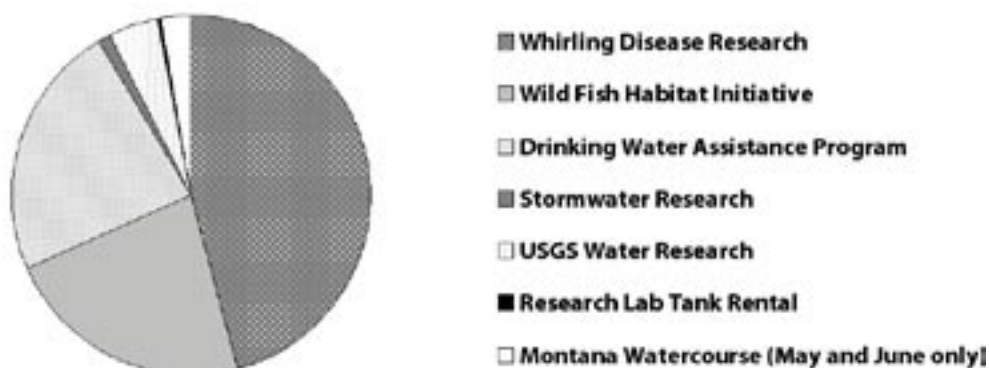 Whirling Disease Research
Wild Fish Habitat Initiative
Drinking Water Assistance Program
Stormwater Research
USGS Water Research
Research Lab Tank Rental
Montana Watercourse (May and June only)